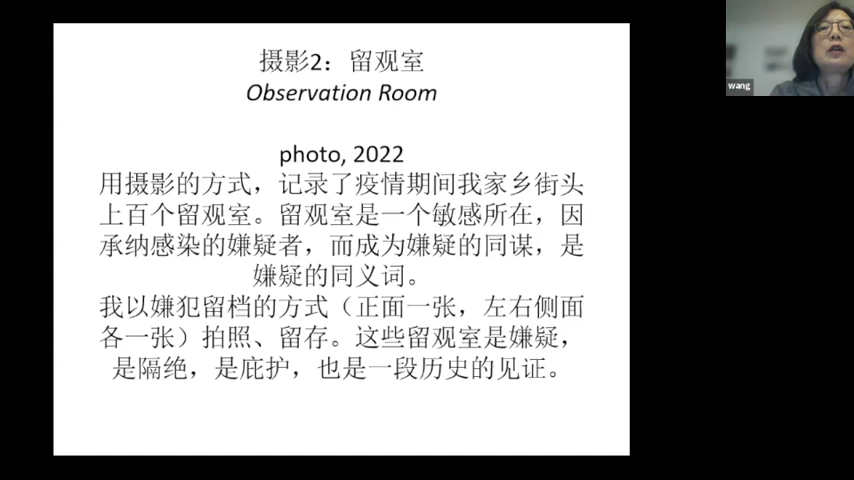 摄影2：留观室
Observation Room
photo, 2022
用摄影的方式，记录了疫情期间我家乡街头
上百个留观室。留观室是一个敏感所在，因
承纳感染的嫌疑者，而成为嫌疑的同谋，是
嫌疑的同义词。
我以嫌犯留档的方式（正面一张，左右侧面
各一张）拍照、留存。这些留观室是嫌疑，
是隔绝，是庇护，也是一段历史的见证。
wang